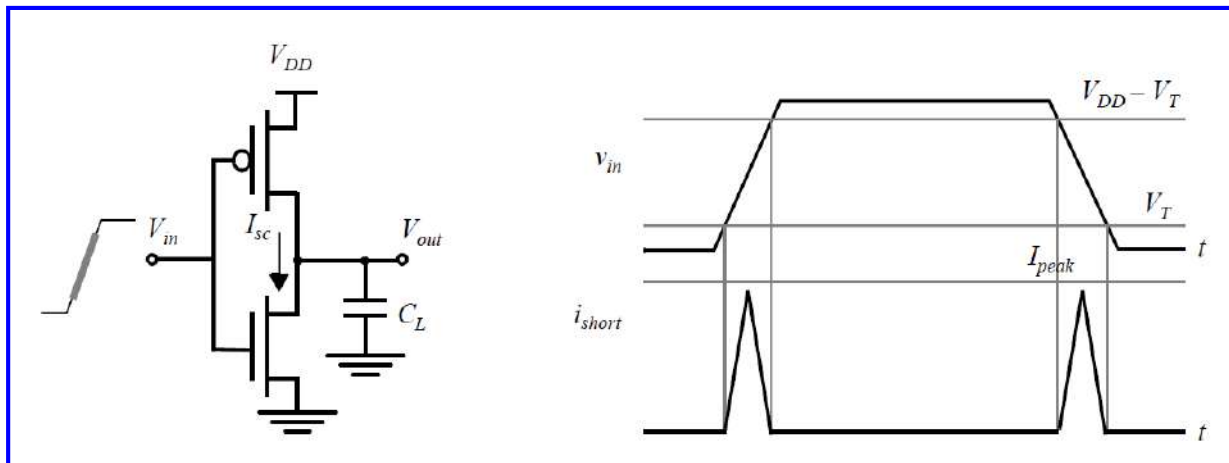 V_DD
V_in
I_sc
V_out
C_L
V_DD − V_T
v_in
V_T
t
I_peak
i_short
t